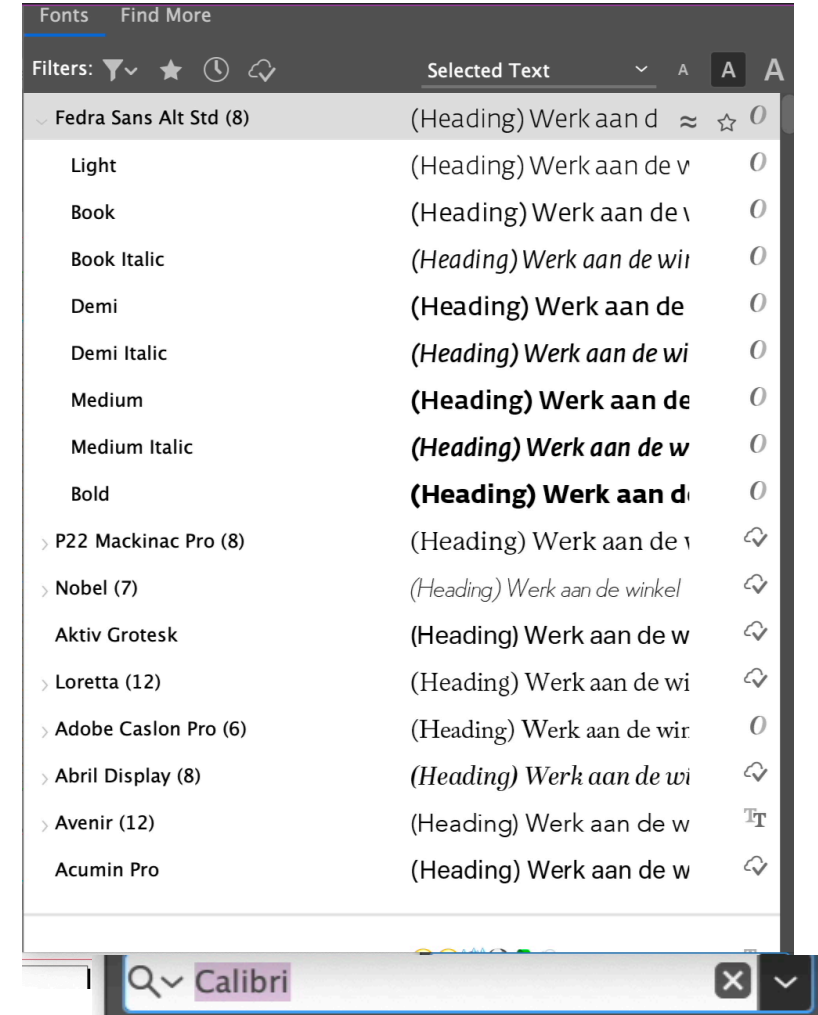 Fonts Find More
Filters: Selected Text A A A
Fedra Sans Alt Std (8) (Heading) Werk aan d
Light (Heading) Werk aan de w
Book (Heading) Werk aan de
Book Italic (Heading) Werk aan de wi
Demi (Heading) Werk aan de
Demi Italic (Heading) Werk aan de wi
Medium (Heading) Werk aan de
Medium Italic (Heading) Werk aan de w
Bold (Heading) Werk aan d
P22 Mackinac Pro (8) (Heading) Werk aan de
Nobel (7) (Heading) Werk aan de winkel
Aktiv Grotesk (Heading) Werk aan de w
Loretta (12) (Heading) Werk aan de wi
Adobe Caslon Pro (6) (Heading) Werk aan de win
Abril Display (8) (Heading) Werk aan de wi
Avenir (12) (Heading) Werk aan de w
Acumin Pro (Heading) Werk aan de w
Calibri